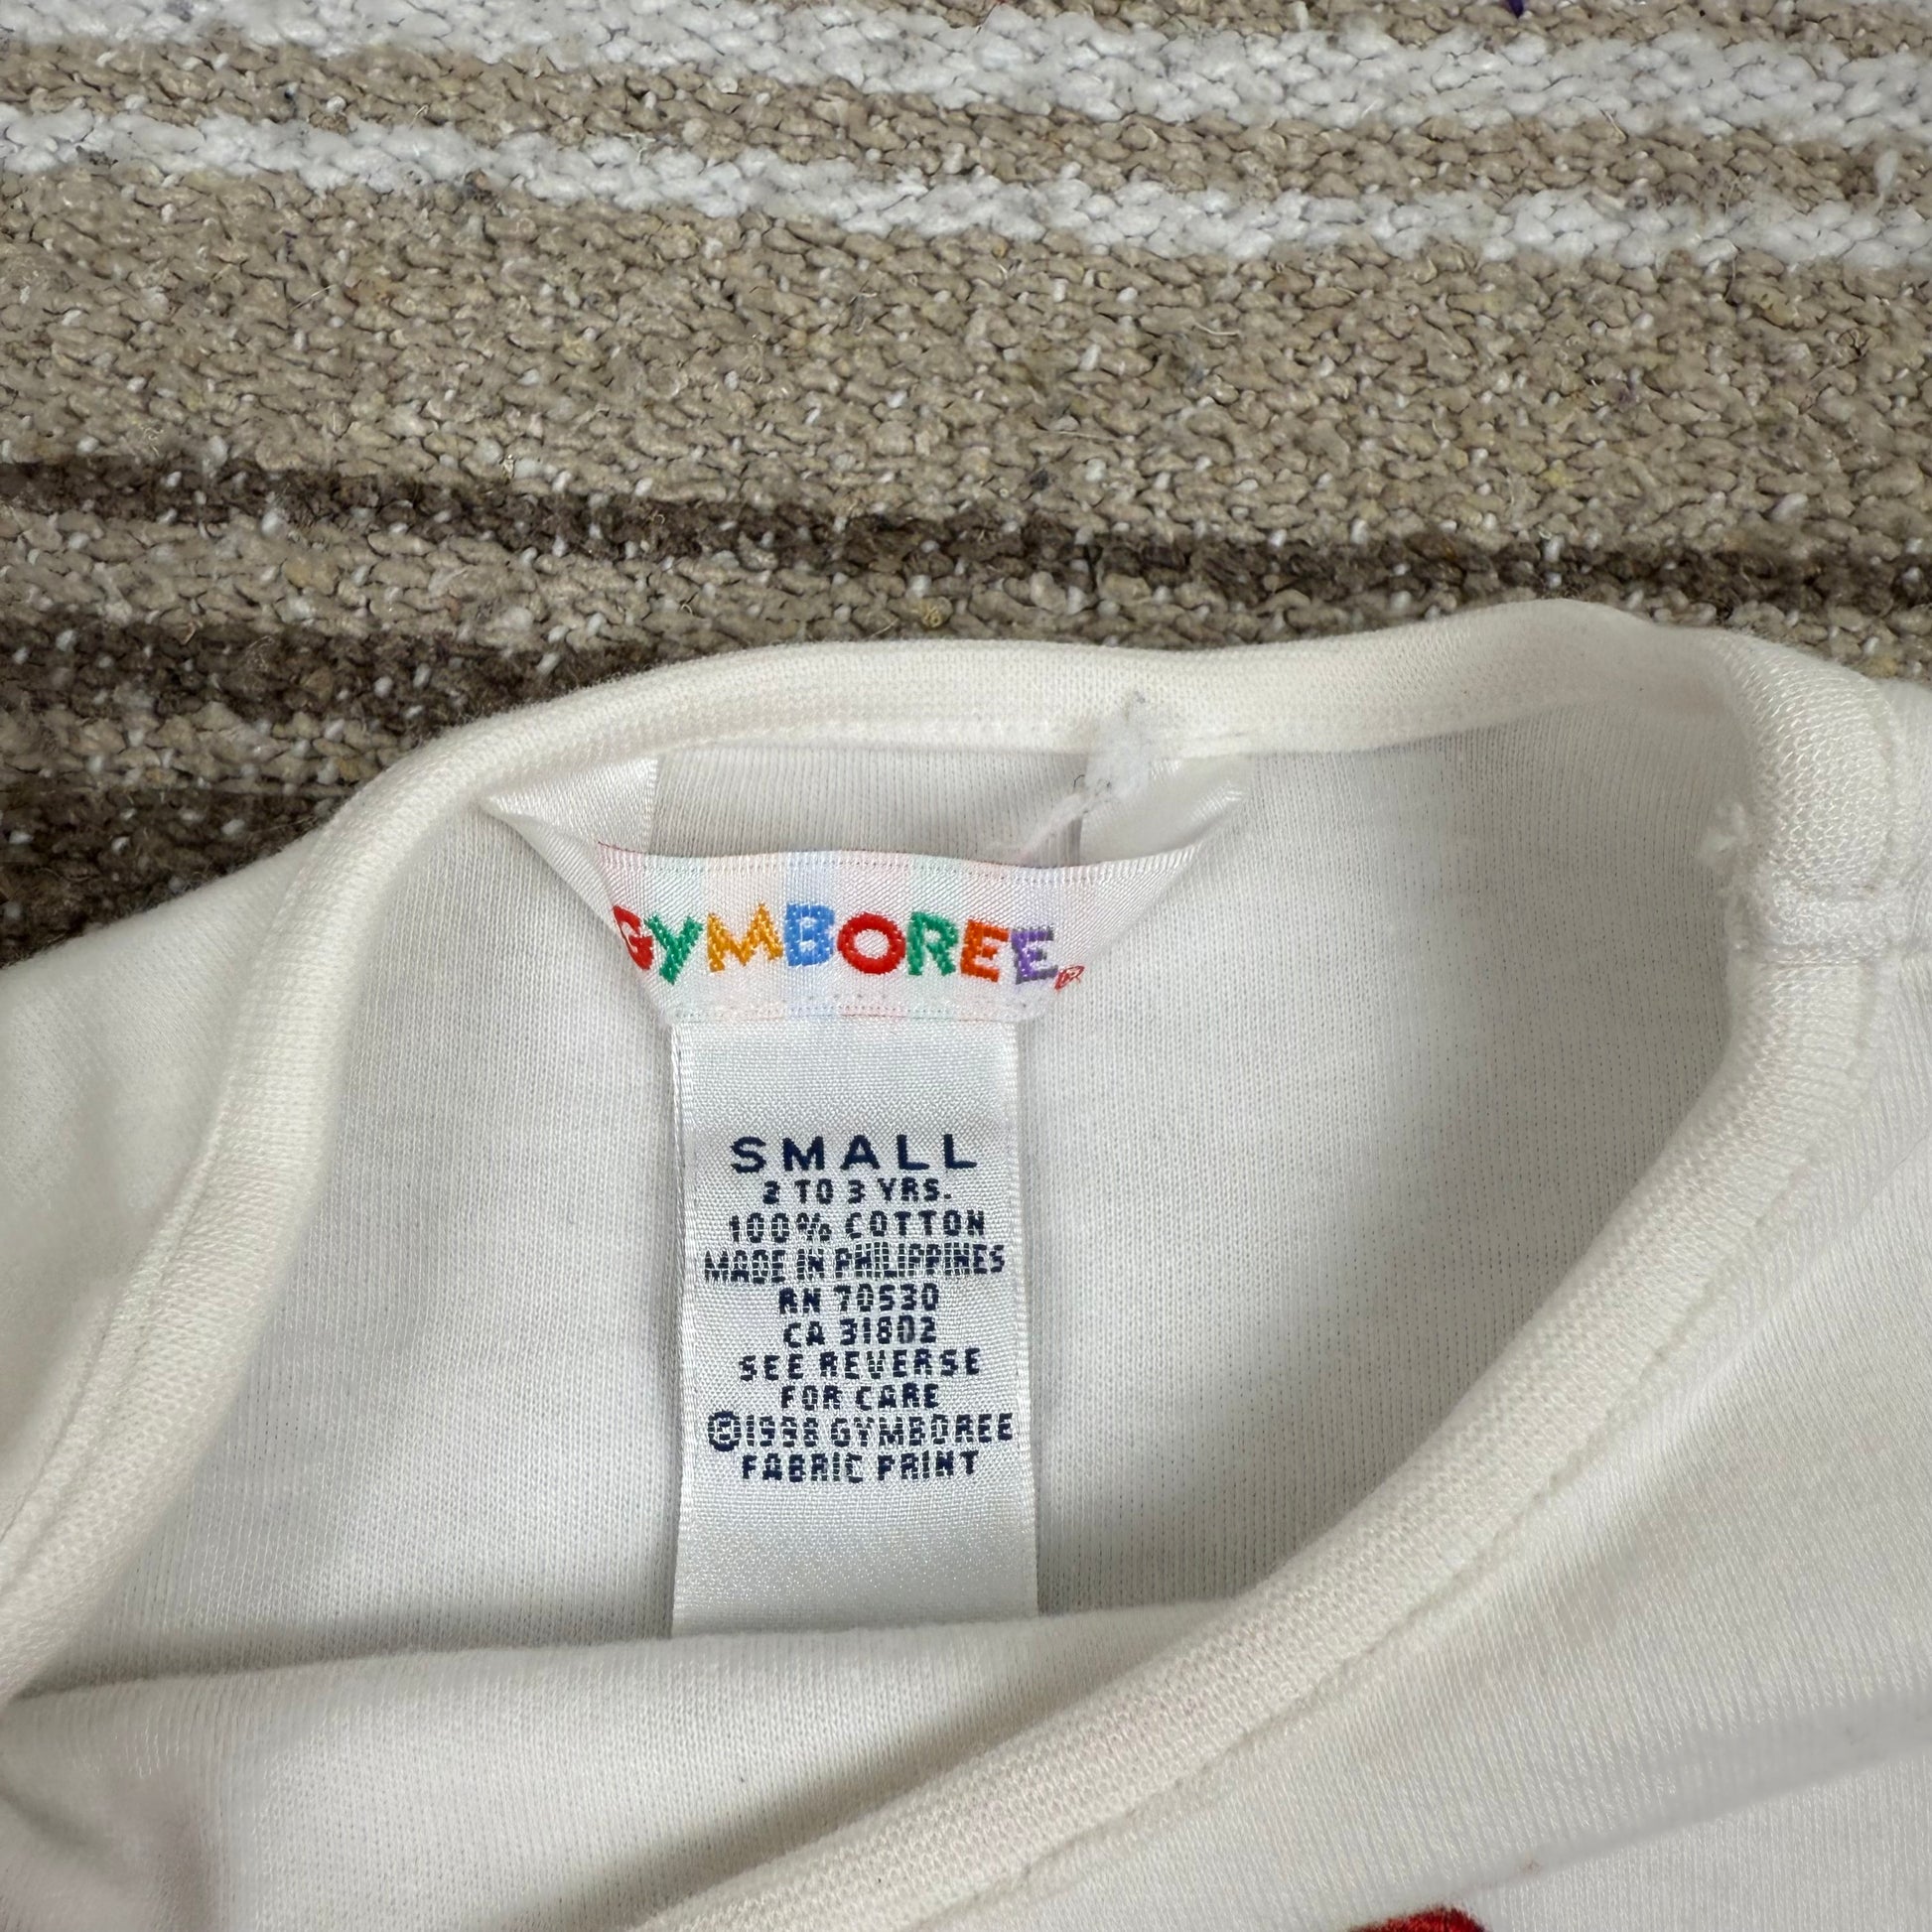 GYMBOREE®
SMALL
2 TO 3 YRS.
100% COTTON
MADE IN PHILIPPINES
RN 70530
CA 31802
SEE REVERSE
FOR CARE
©1998 GYMBOREE
FABRIC PRINT